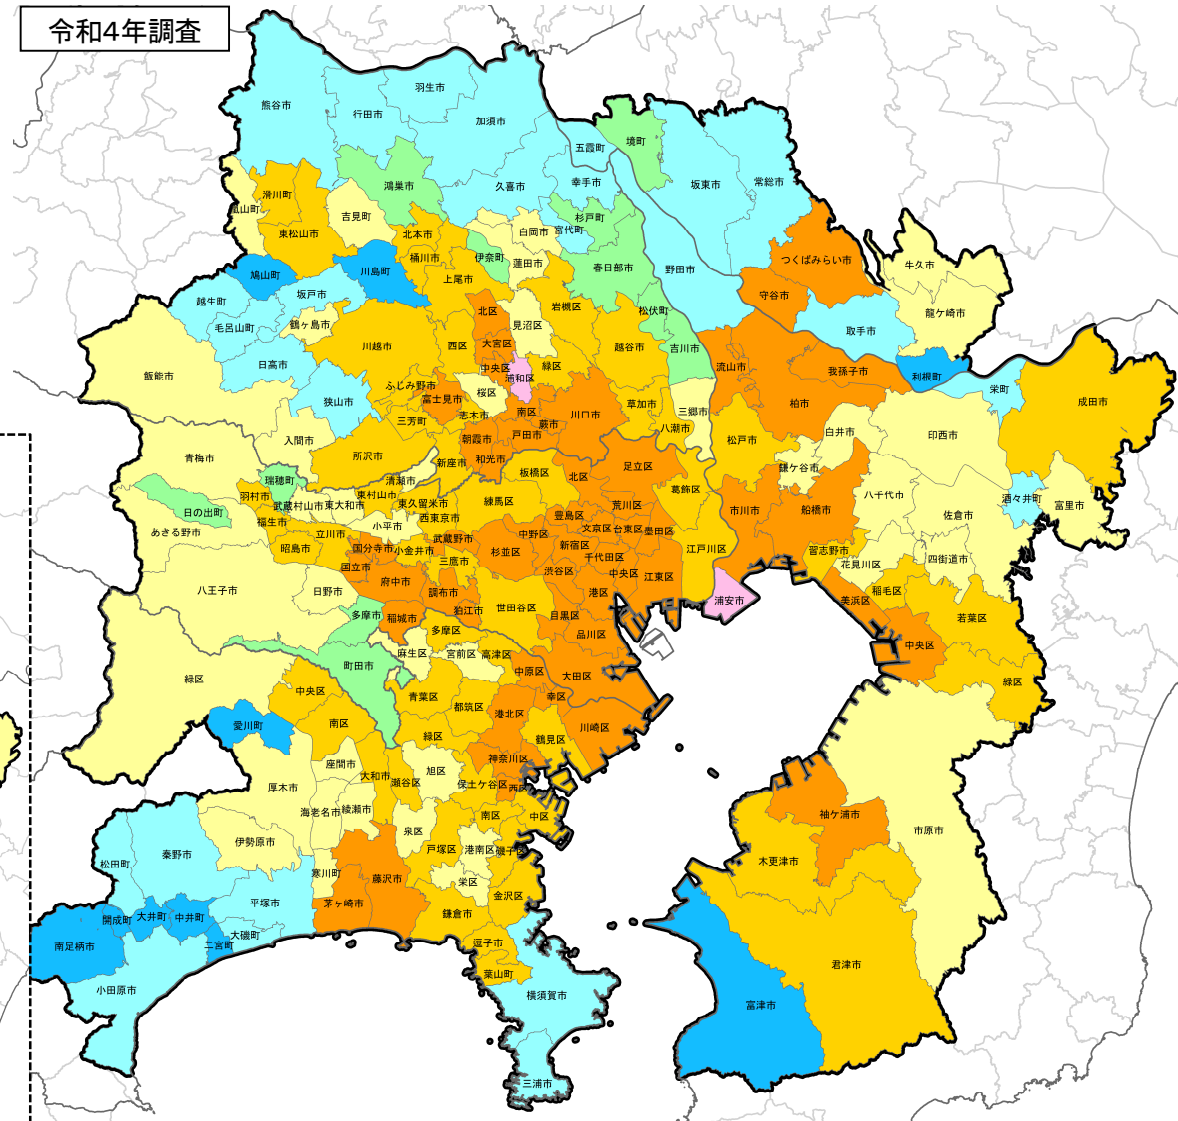 令和4年調査
羽生市
熊谷市
行田市
加須市
五霞町
境町
鴻巣市
久喜市
幸手市
坂東市
常総市
滑川町
嵐山町
吉見町
杉戸町
宮代町
白岡市
東松山市
北本市
桶川市
伊奈町
蓮田市
春日部市
野田市
つくばみらい市
牛久市
鳩山町
川島町
上尾市
坂戸市
越生町
守谷市
岩槻区
松伏町
北区
龍ケ崎市
毛呂山町
鶴ヶ島市
見沼区
取手市
川越市
西区
大宮区
越谷市
吉川市
日高市
中央区
緑区
流山市
我孫子市
利根町
飯能市
浦和区
栄町
ふじみ野市
桜区
富士見市
狭山市
草加市
柏市
成田市
志木市
南区
川口市
三郷市
三芳町
蕨市
八潮市
白井市
印西市
入間市
朝霞市
戸田市
松戸市
青梅市
所沢市
新座市
和光市
足立区
鎌ケ谷市
瑞穂町
清瀬市
板橋区
北区
葛飾区
羽村市
東村山市
八千代市
酒々井町
武蔵村山市
東大和市
東久留米市
練馬区
荒川区
富里市
日の出町
市川市
船橋市
佐倉市
福生市
小平市
西東京市
豊島区
あきる野市
立川市
中野区
文京区
台東区
墨田区
武蔵野市
昭島市
国分寺市
小金井市
杉並区
新宿区
江戸川区
習志野市
千代田区
四街道市
国立市
三鷹市
渋谷区
中央区
江東区
花見川区
府中市
八王子市
日野市
調布市
港区
稲毛区
浦安市
美浜区
狛江市
世田谷区
多摩市
稲城市
目黒区
若葉区
多摩区
品川区
中央区
麻生区
宮前区
高津区
町田市
中原区
大田区
緑区
緑区
中央区
青葉区
幸区
都筑区
港北区
愛川町
南区
川崎区
緑区
鶴見区
神奈川区
座間市
旭区
大和市
瀬谷区
保土ケ谷区
西区
厚木市
海老名市
綾瀬市
南区
中区
袖ケ浦市
泉区
市原市
伊勢原市
戸塚区
港南区
磯子区
秦野市
松田町
木更津市
寒川町
藤沢市
栄区
金沢区
平塚市
茅ヶ崎市
鎌倉市
開成町
大井町
中井町
大磯町
南足柄市
二宮町
逗子市
君津市
葉山町
小田原市
横須賀市
富津市
三浦市